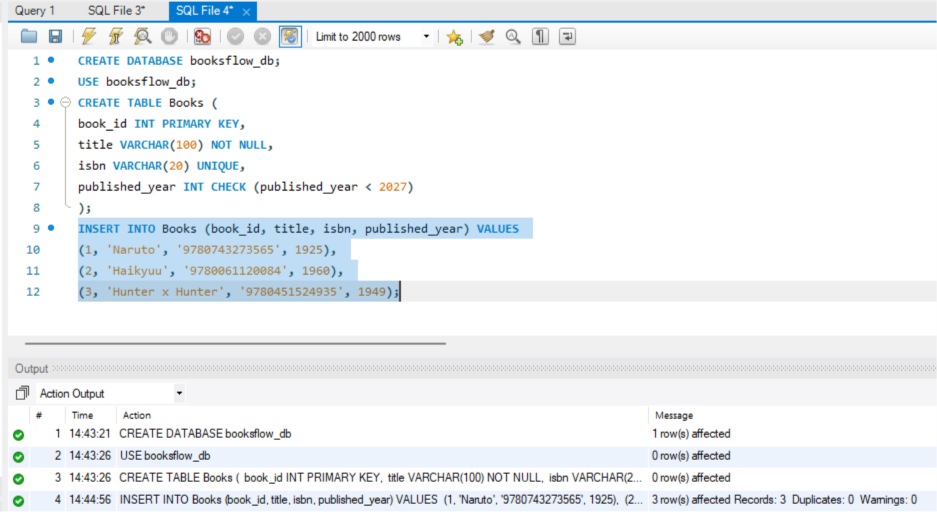 Query 1 SQL File 3* SQL File 4* ×
Limit to 2000 rows
1 CREATE DATABASE booksflow_db;
2 USE booksflow_db;
3 CREATE TABLE Books (
4 book_id INT PRIMARY KEY,
5 title VARCHAR(100) NOT NULL,
6 isbn VARCHAR(20) UNIQUE,
7 published_year INT CHECK (published_year < 2027)
8 );
9 INSERT INTO Books (book_id, title, isbn, published_year) VALUES
10 (1, 'Naruto', '9780743273565', 1925),
11 (2, 'Haikyuu', '9780061120084', 1960),
12 (3, 'Hunter x Hunter', '9780451524935', 1949);
Output
Action Output
# Time Action Message
1 14:43:21 CREATE DATABASE booksflow_db 1 row(s) affected
2 14:43:26 USE booksflow_db 0 row(s) affected
3 14:43:26 CREATE TABLE Books ( book_id INT PRIMARY KEY, title VARCHAR(100) NOT NULL, isbn VARCHAR(2... 0 row(s) affected
4 14:44:56 INSERT INTO Books (book_id, title, isbn, published_year) VALUES (1, 'Naruto', '9780743273565', 1925), (2... 3 row(s) affected Records: 3 Duplicates: 0 Warnings: 0